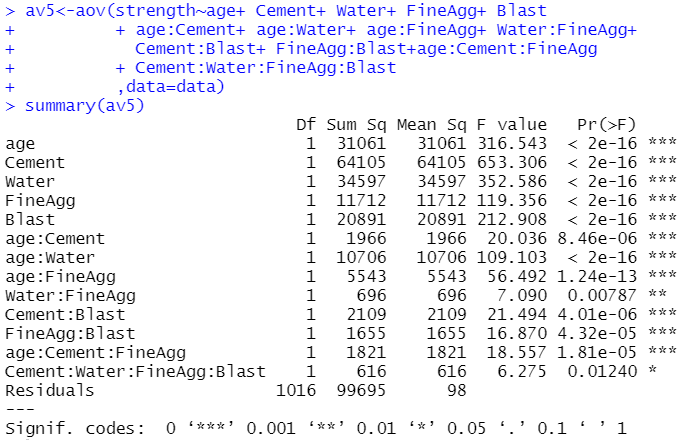 > av5<-aov(strength~age+ Cement+ Water+ FineAgg+ Blast
+ + age:Cement+ age:Water+ age:FineAgg+ Water:FineAgg+
+ Cement:Blast+ FineAgg:Blast+age:Cement:FineAgg
+ + Cement:Water:FineAgg:Blast
+ ,data=data)
> summary(av5)
Df Sum Sq Mean Sq F value Pr(>F)
age 1 31061 31061 316.543 < 2e-16 ***
Cement 1 64105 64105 653.306 < 2e-16 ***
Water 1 34597 34597 352.586 < 2e-16 ***
FineAgg 1 11712 11712 119.356 < 2e-16 ***
Blast 1 20891 20891 212.908 < 2e-16 ***
age:Cement 1 1966 1966 20.036 8.46e-06 ***
age:Water 1 10706 10706 109.103 < 2e-16 ***
age:FineAgg 1 5543 5543 56.492 1.24e-13 ***
Water:FineAgg 1 696 696 7.090 0.00787 **
Cement:Blast 1 2109 2109 21.494 4.01e-06 ***
FineAgg:Blast 1 1655 1655 16.870 4.32e-05 ***
age:Cement:FineAgg 1 1821 1821 18.557 1.81e-05 ***
Cement:Water:FineAgg:Blast 1 616 616 6.275 0.01240 *
Residuals 1016 99695 98
---
Signif. codes: 0 ‘***’ 0.001 ‘**’ 0.01 ‘*’ 0.05 ‘.’ 0.1 ‘ ’ 1